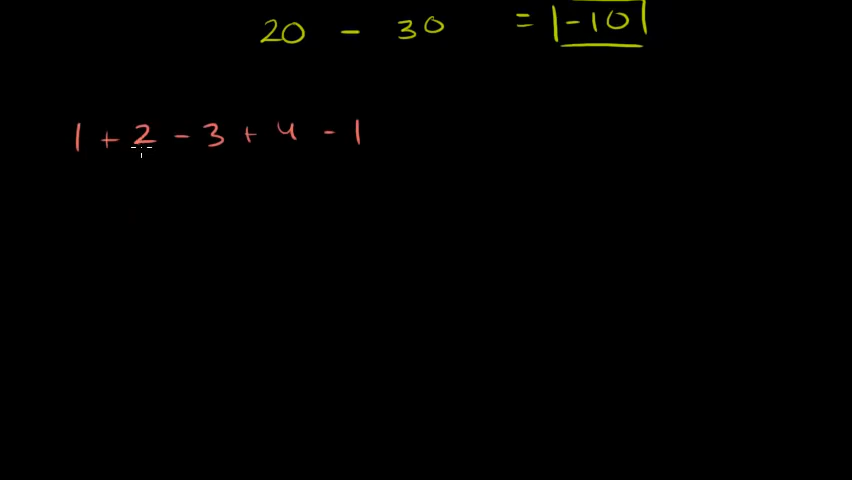 20 - 30 = |-10|
1 + 2 - 3 + 4 - 1